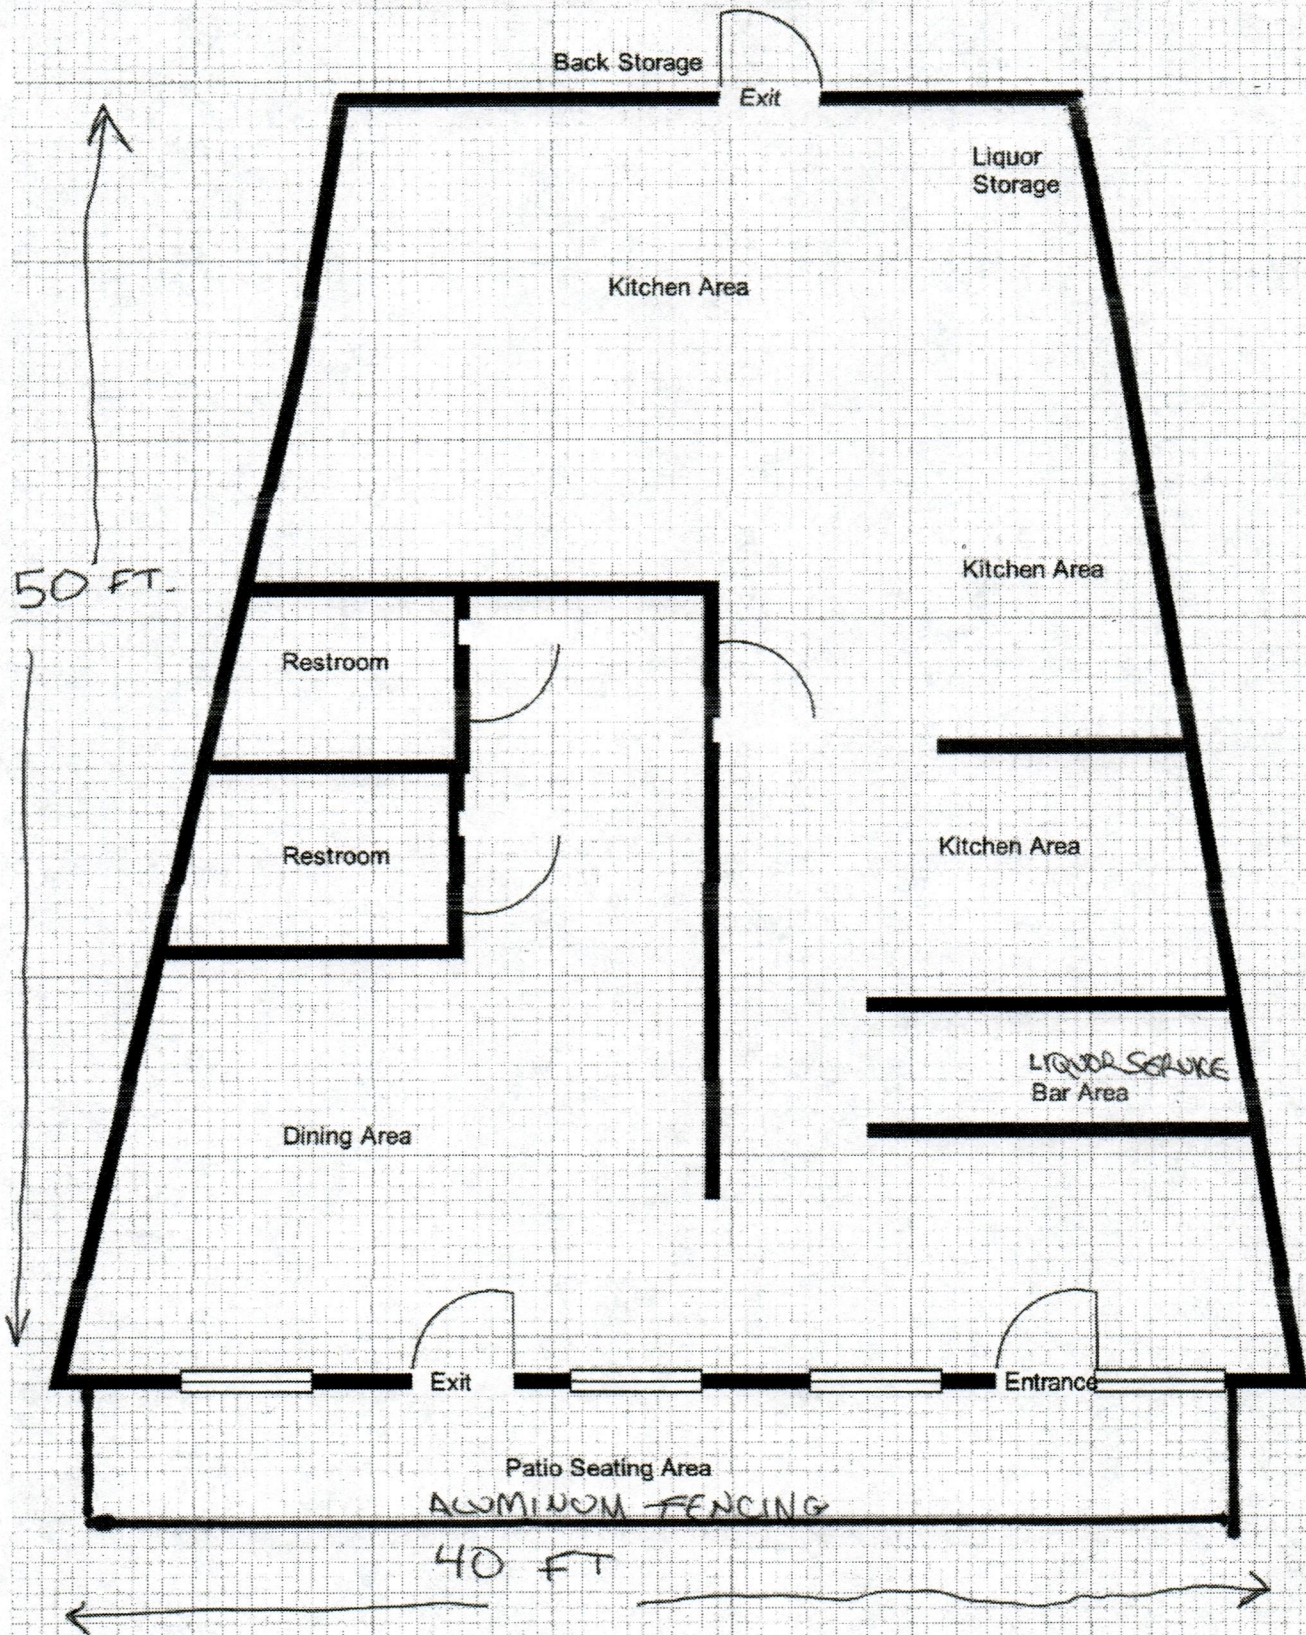 Back Storage
Exit
Liquor
Storage
Kitchen Area
Kitchen Area
50 FT.
Restroom
Kitchen Area
Restroom
LIQUOR SERVICE
Bar Area
Dining Area
Exit
Entrance
Patio Seating Area
ALUMINUM FENCING
40 FT